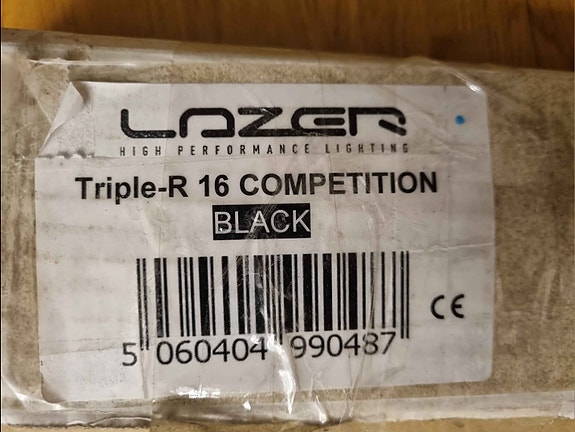 LAZER
HIGH PERFORMANCE LIGHTING
Triple-R 16 COMPETITION
BLACK
CE
5 060404 990487